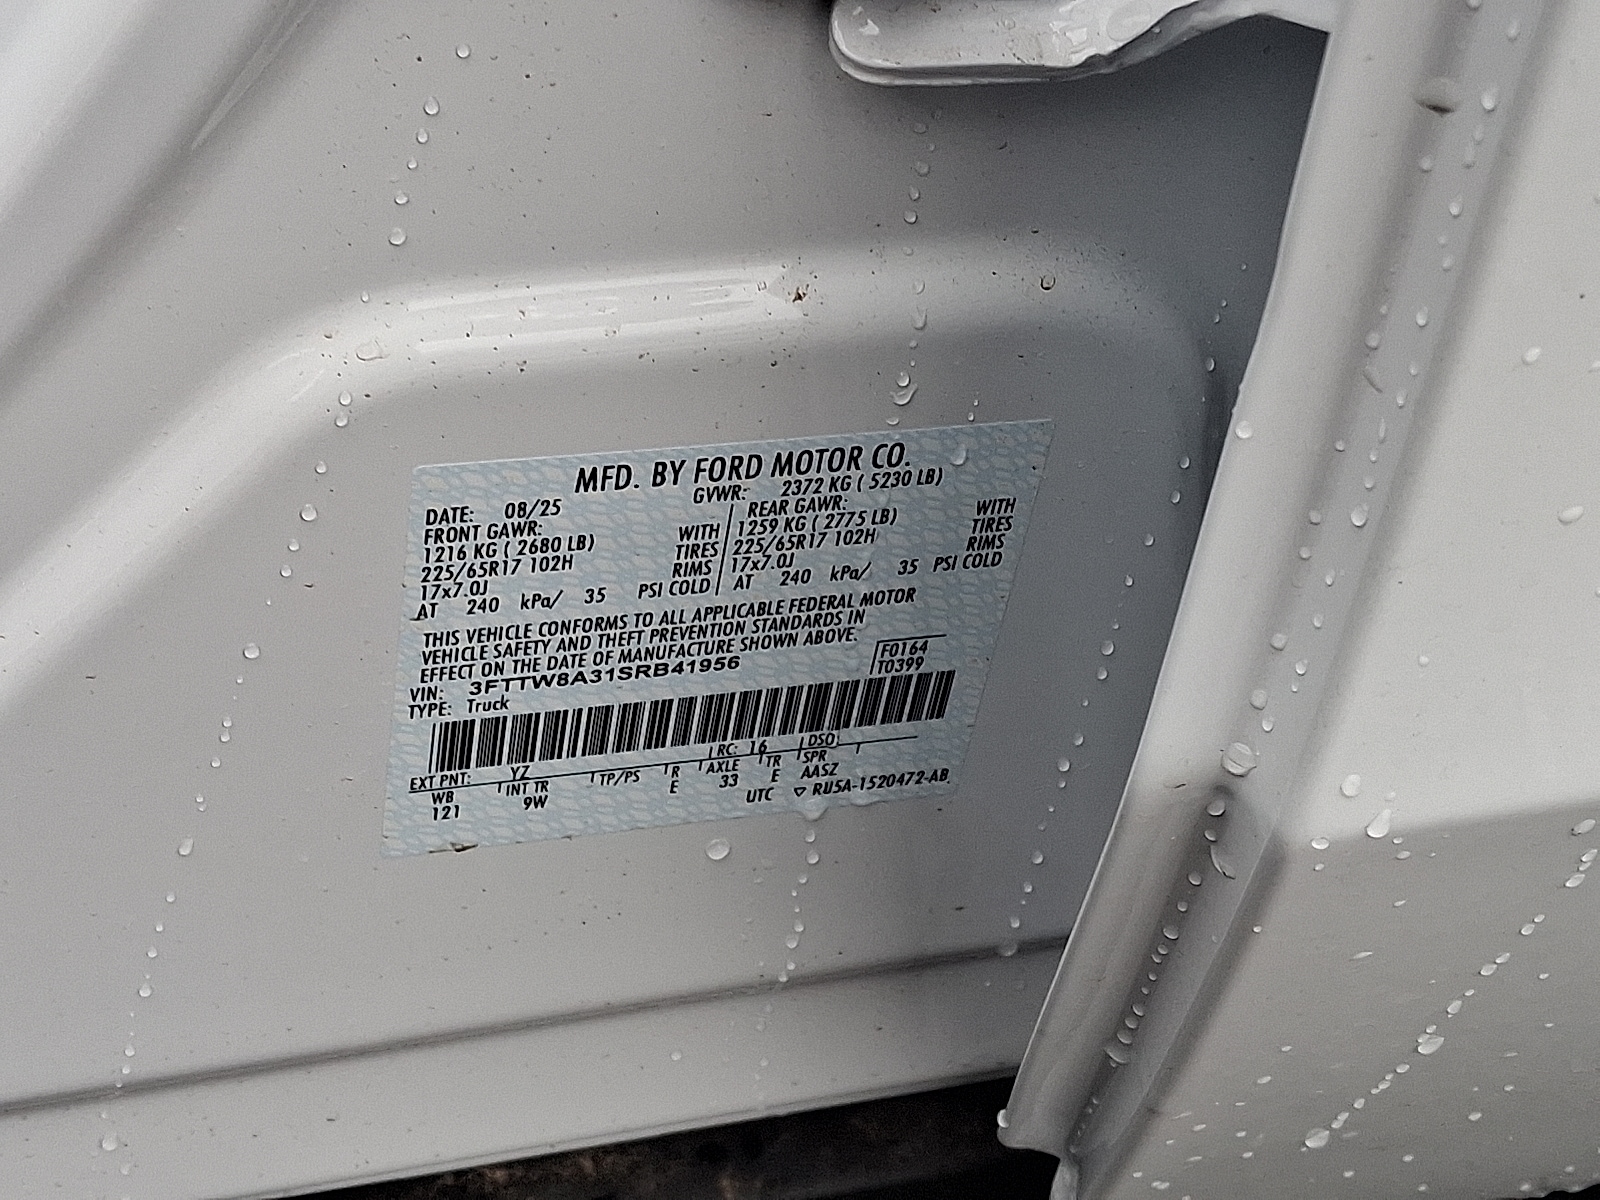 MFD. BY FORD MOTOR CO.
DATE: 08/25 GVWR: 2372 KG ( 5230 LB)
FRONT GAWR: REAR GAWR:
1216 KG ( 2680 LB) WITH 1259 KG ( 2775 LB) WITH
225/65R17 102H TIRES 225/65R17 102H TIRES
17x7.0J RIMS 17x7.0J RIMS
AT 240 kPa/ 35 PSI COLD AT 240 kPa/ 35 PSI COLD
THIS VEHICLE CONFORMS TO ALL APPLICABLE FEDERAL MOTOR
VEHICLE SAFETY AND THEFT PREVENTION STANDARDS IN
EFFECT ON THE DATE OF MANUFACTURE SHOWN ABOVE.
VIN: 3FTTW8A31SRB41956 F0164
TYPE: Truck T0399
EXT PNT: YZ RC: 16 DSO:
WB INT TR TP/PS R AXLE TR SPR
121 9W E 33 E AASZ
UTC ▽ RU5A-1520472-AB